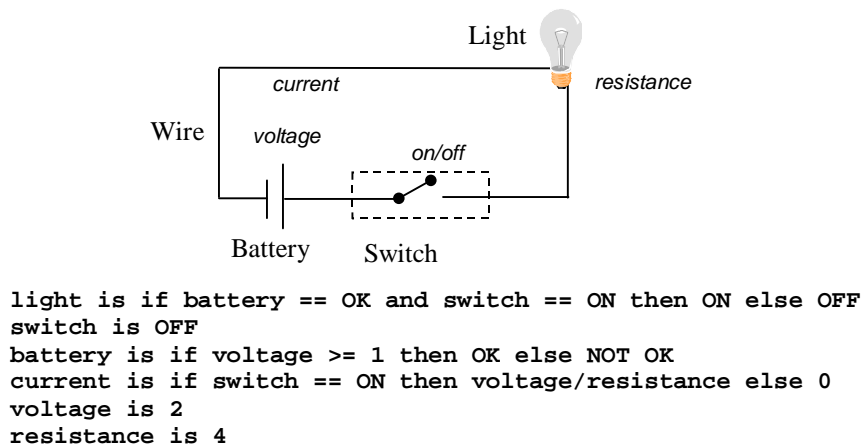 Light
current
resistance
Wire
voltage
on/off
Battery
Switch
light is if battery == OK and switch == ON then ON else OFF
switch is OFF
battery is if voltage >= 1 then OK else NOT OK
current is if switch == ON then voltage/resistance else 0
voltage is 2
resistance is 4